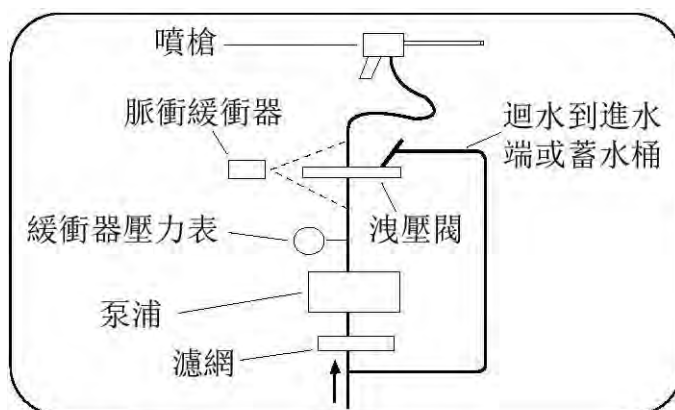 噴槍
脈衝緩衝器
迴水到進水
端或蓄水桶
緩衝器壓力表
洩壓閥
泵浦
濾網